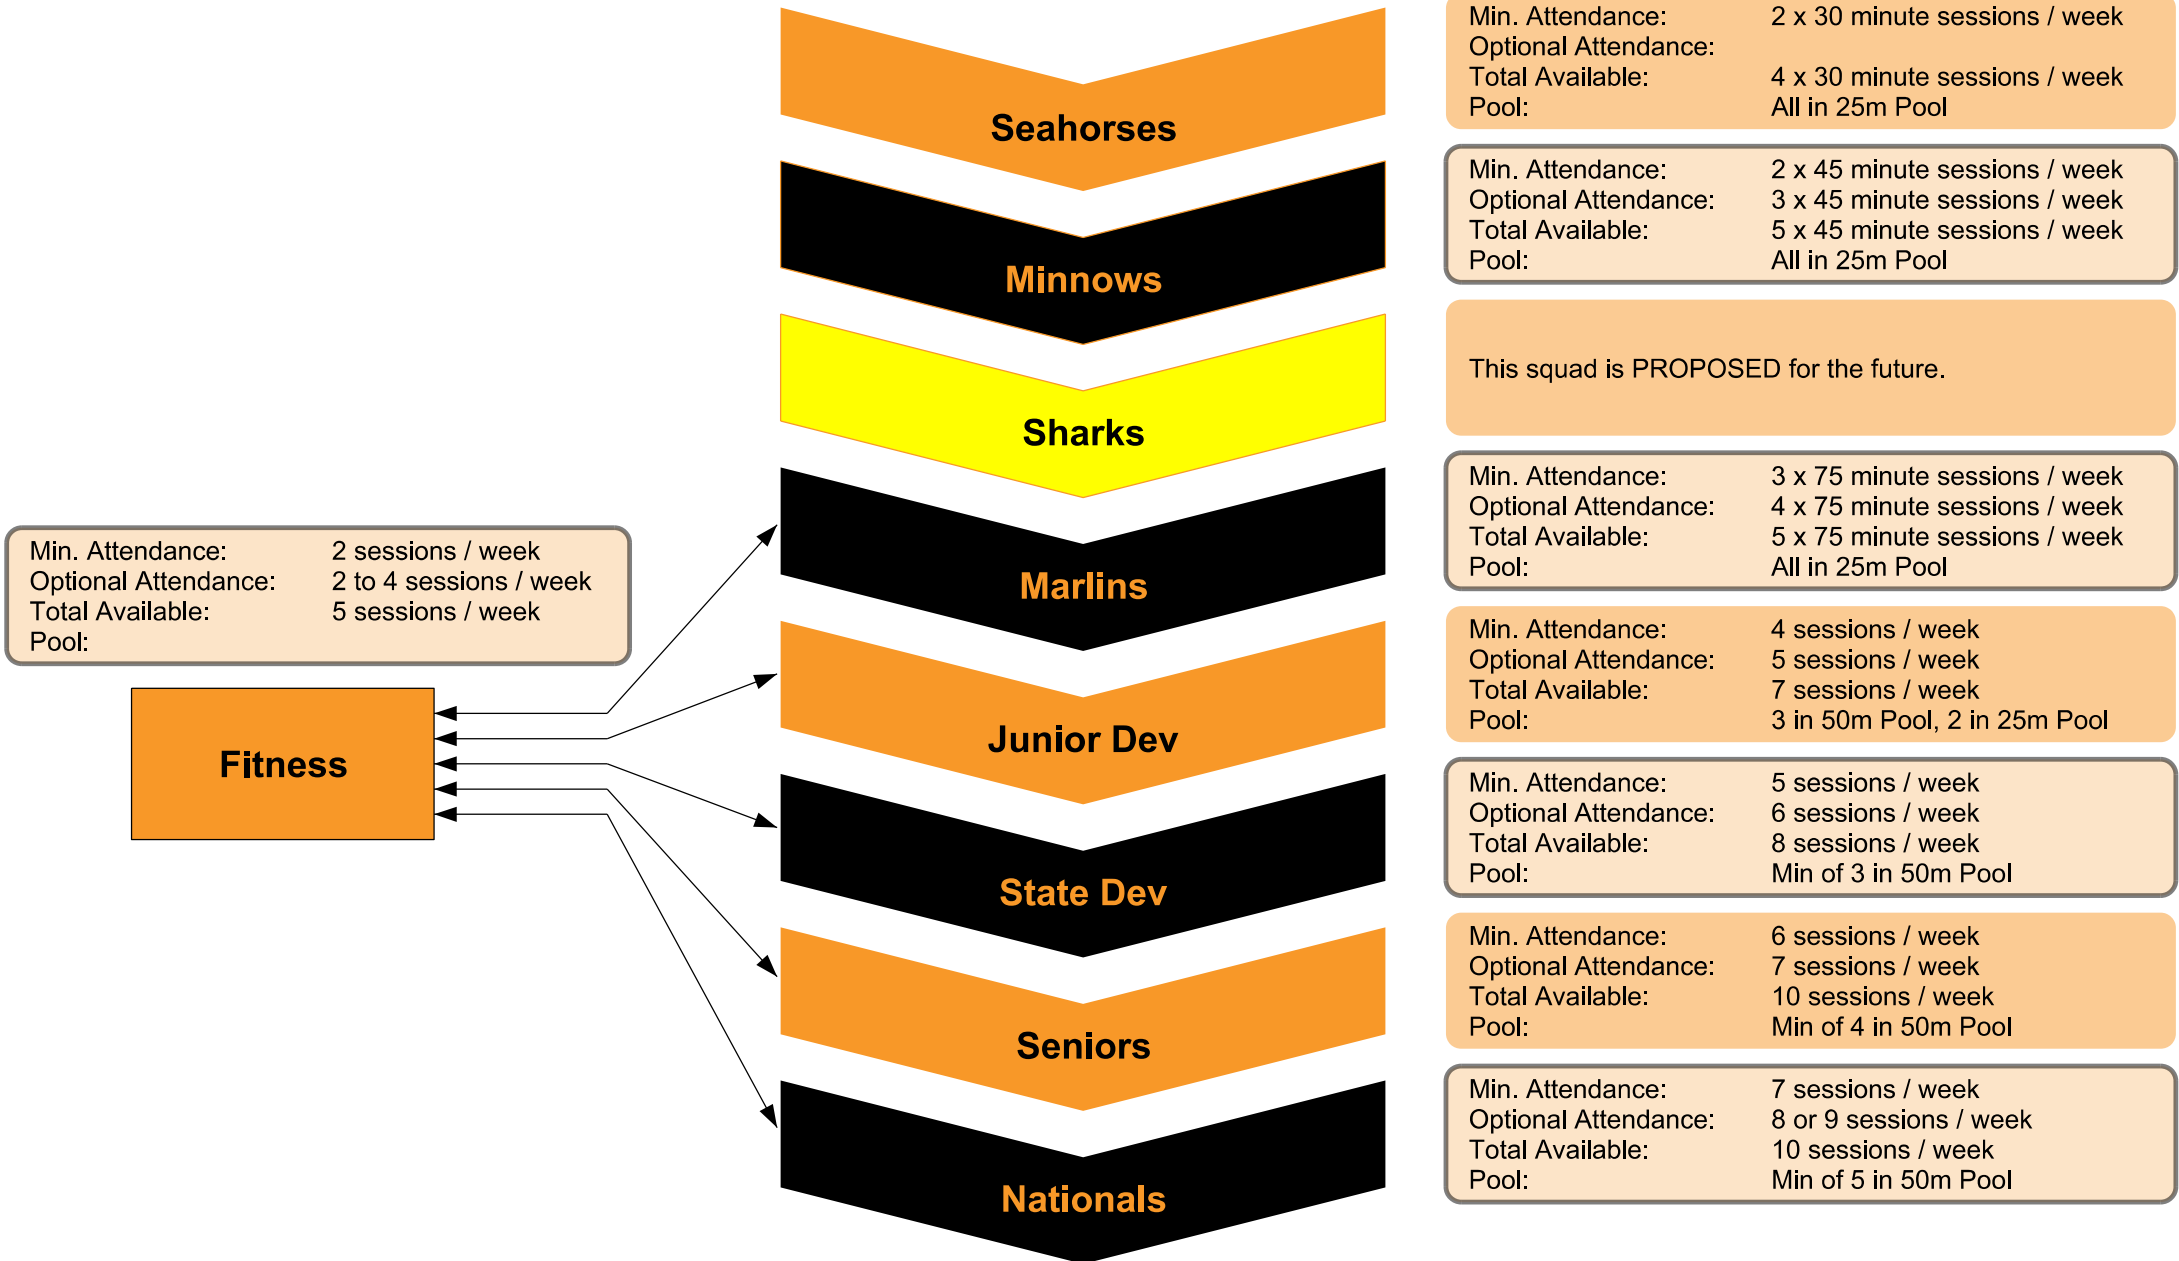 Min. Attendance: 2 x 30 minute sessions / week
Optional Attendance:
Total Available: 4 x 30 minute sessions / week
Pool: All in 25m Pool
Seahorses
Min. Attendance: 2 x 45 minute sessions / week
Optional Attendance: 3 x 45 minute sessions / week
Total Available: 5 x 45 minute sessions / week
Pool: All in 25m Pool
Minnows
This squad is PROPOSED for the future.
Sharks
Min. Attendance: 3 x 75 minute sessions / week
Optional Attendance: 4 x 75 minute sessions / week
Total Available: 5 x 75 minute sessions / week
Pool: All in 25m Pool
Marlins
Min. Attendance: 2 sessions / week
Optional Attendance: 2 to 4 sessions / week
Total Available: 5 sessions / week
Pool:
Fitness
Min. Attendance: 4 sessions / week
Optional Attendance: 5 sessions / week
Total Available: 7 sessions / week
Pool: 3 in 50m Pool, 2 in 25m Pool
Junior Dev
Min. Attendance: 5 sessions / week
Optional Attendance: 6 sessions / week
Total Available: 8 sessions / week
Pool: Min of 3 in 50m Pool
State Dev
Min. Attendance: 6 sessions / week
Optional Attendance: 7 sessions / week
Total Available: 10 sessions / week
Pool: Min of 4 in 50m Pool
Seniors
Min. Attendance: 7 sessions / week
Optional Attendance: 8 or 9 sessions / week
Total Available: 10 sessions / week
Pool: Min of 5 in 50m Pool
Nationals